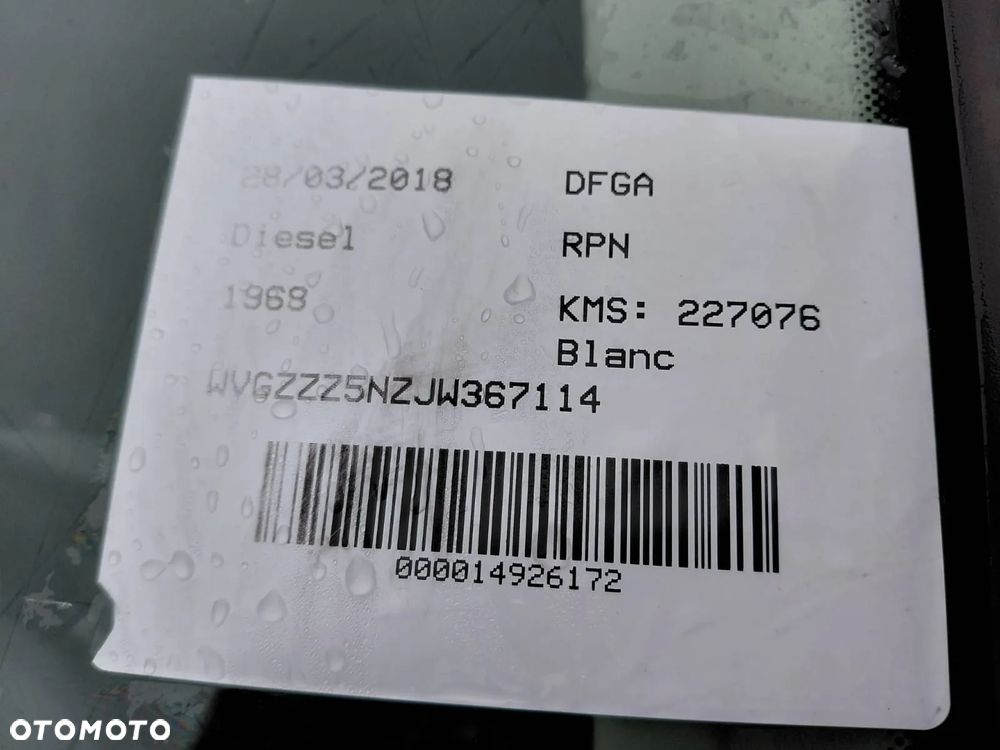 28/03/2018 DFGA
Diesel RPN
1968 KMS: 227076
Blanc
WVGZZZ5NZJW367114
000014926172
OTOMOTO